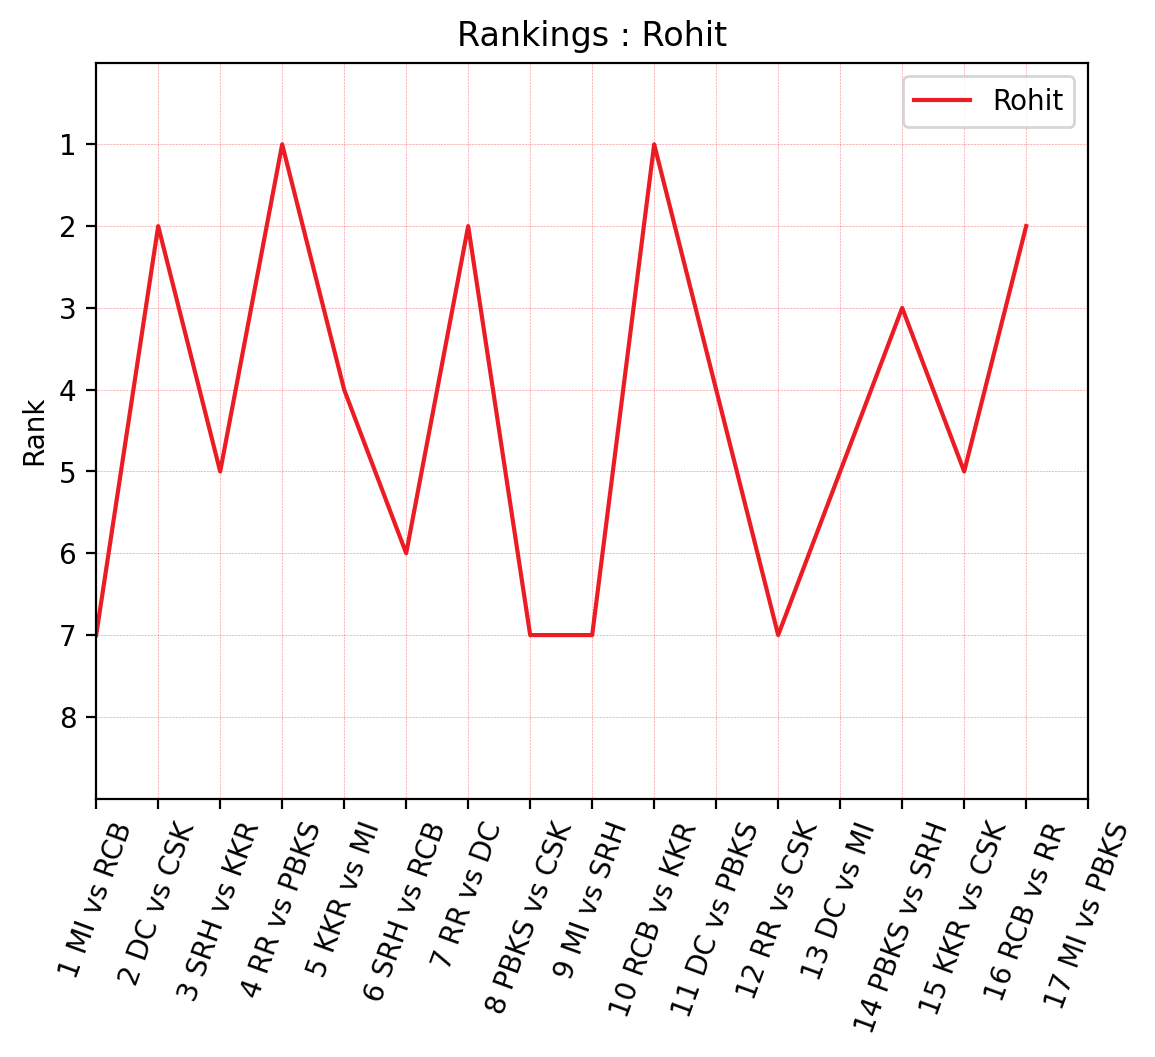 Rankings : Rohit
Rohit
Rank
1
2
3
4
5
6
7
8
1 MI vs RCB
2 DC vs CSK
3 SRH vs KKR
4 RR vs PBKS
5 KKR vs MI
6 SRH vs RCB
7 RR vs DC
8 PBKS vs CSK
9 MI vs SRH
10 RCB vs KKR
11 DC vs PBKS
12 RR vs CSK
13 DC vs MI
14 PBKS vs SRH
15 KKR vs CSK
16 RCB vs RR
17 MI vs PBKS